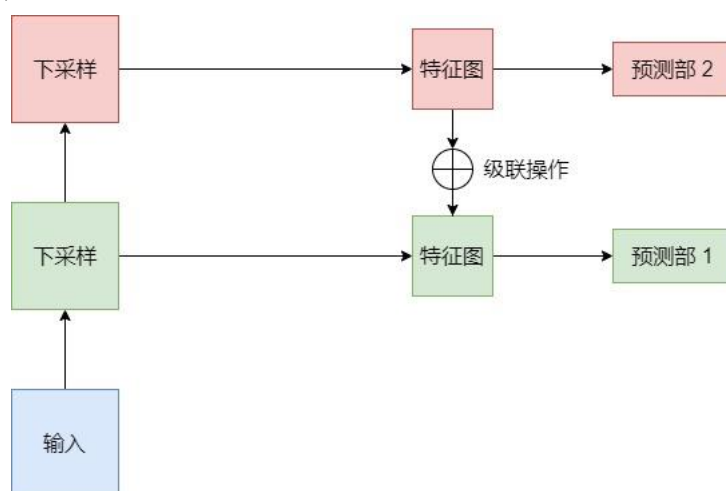 下采样
特征图
预测部 2
级联操作
下采样
特征图
预测部 1
输入